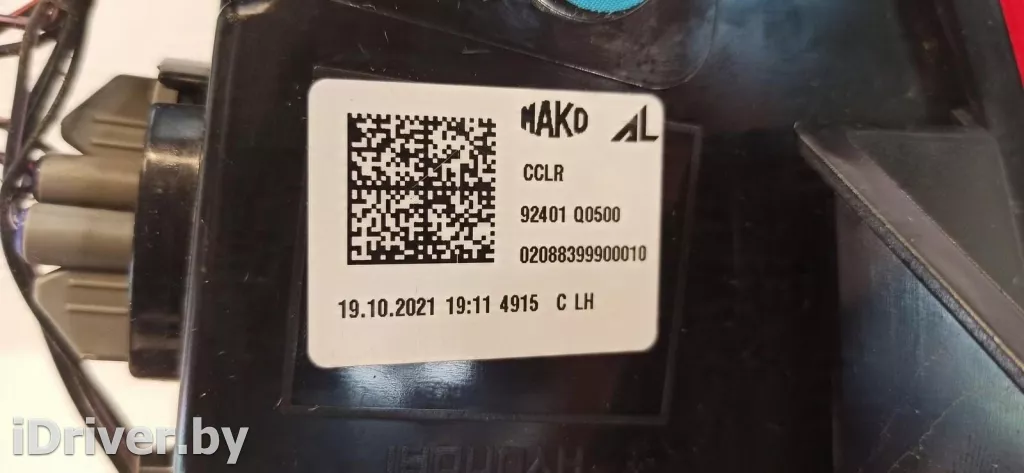 MAKO AL
CCLR
92401 Q0500
02088399900010
19.10.2021 19:11 4915 C LH
iDriver.by